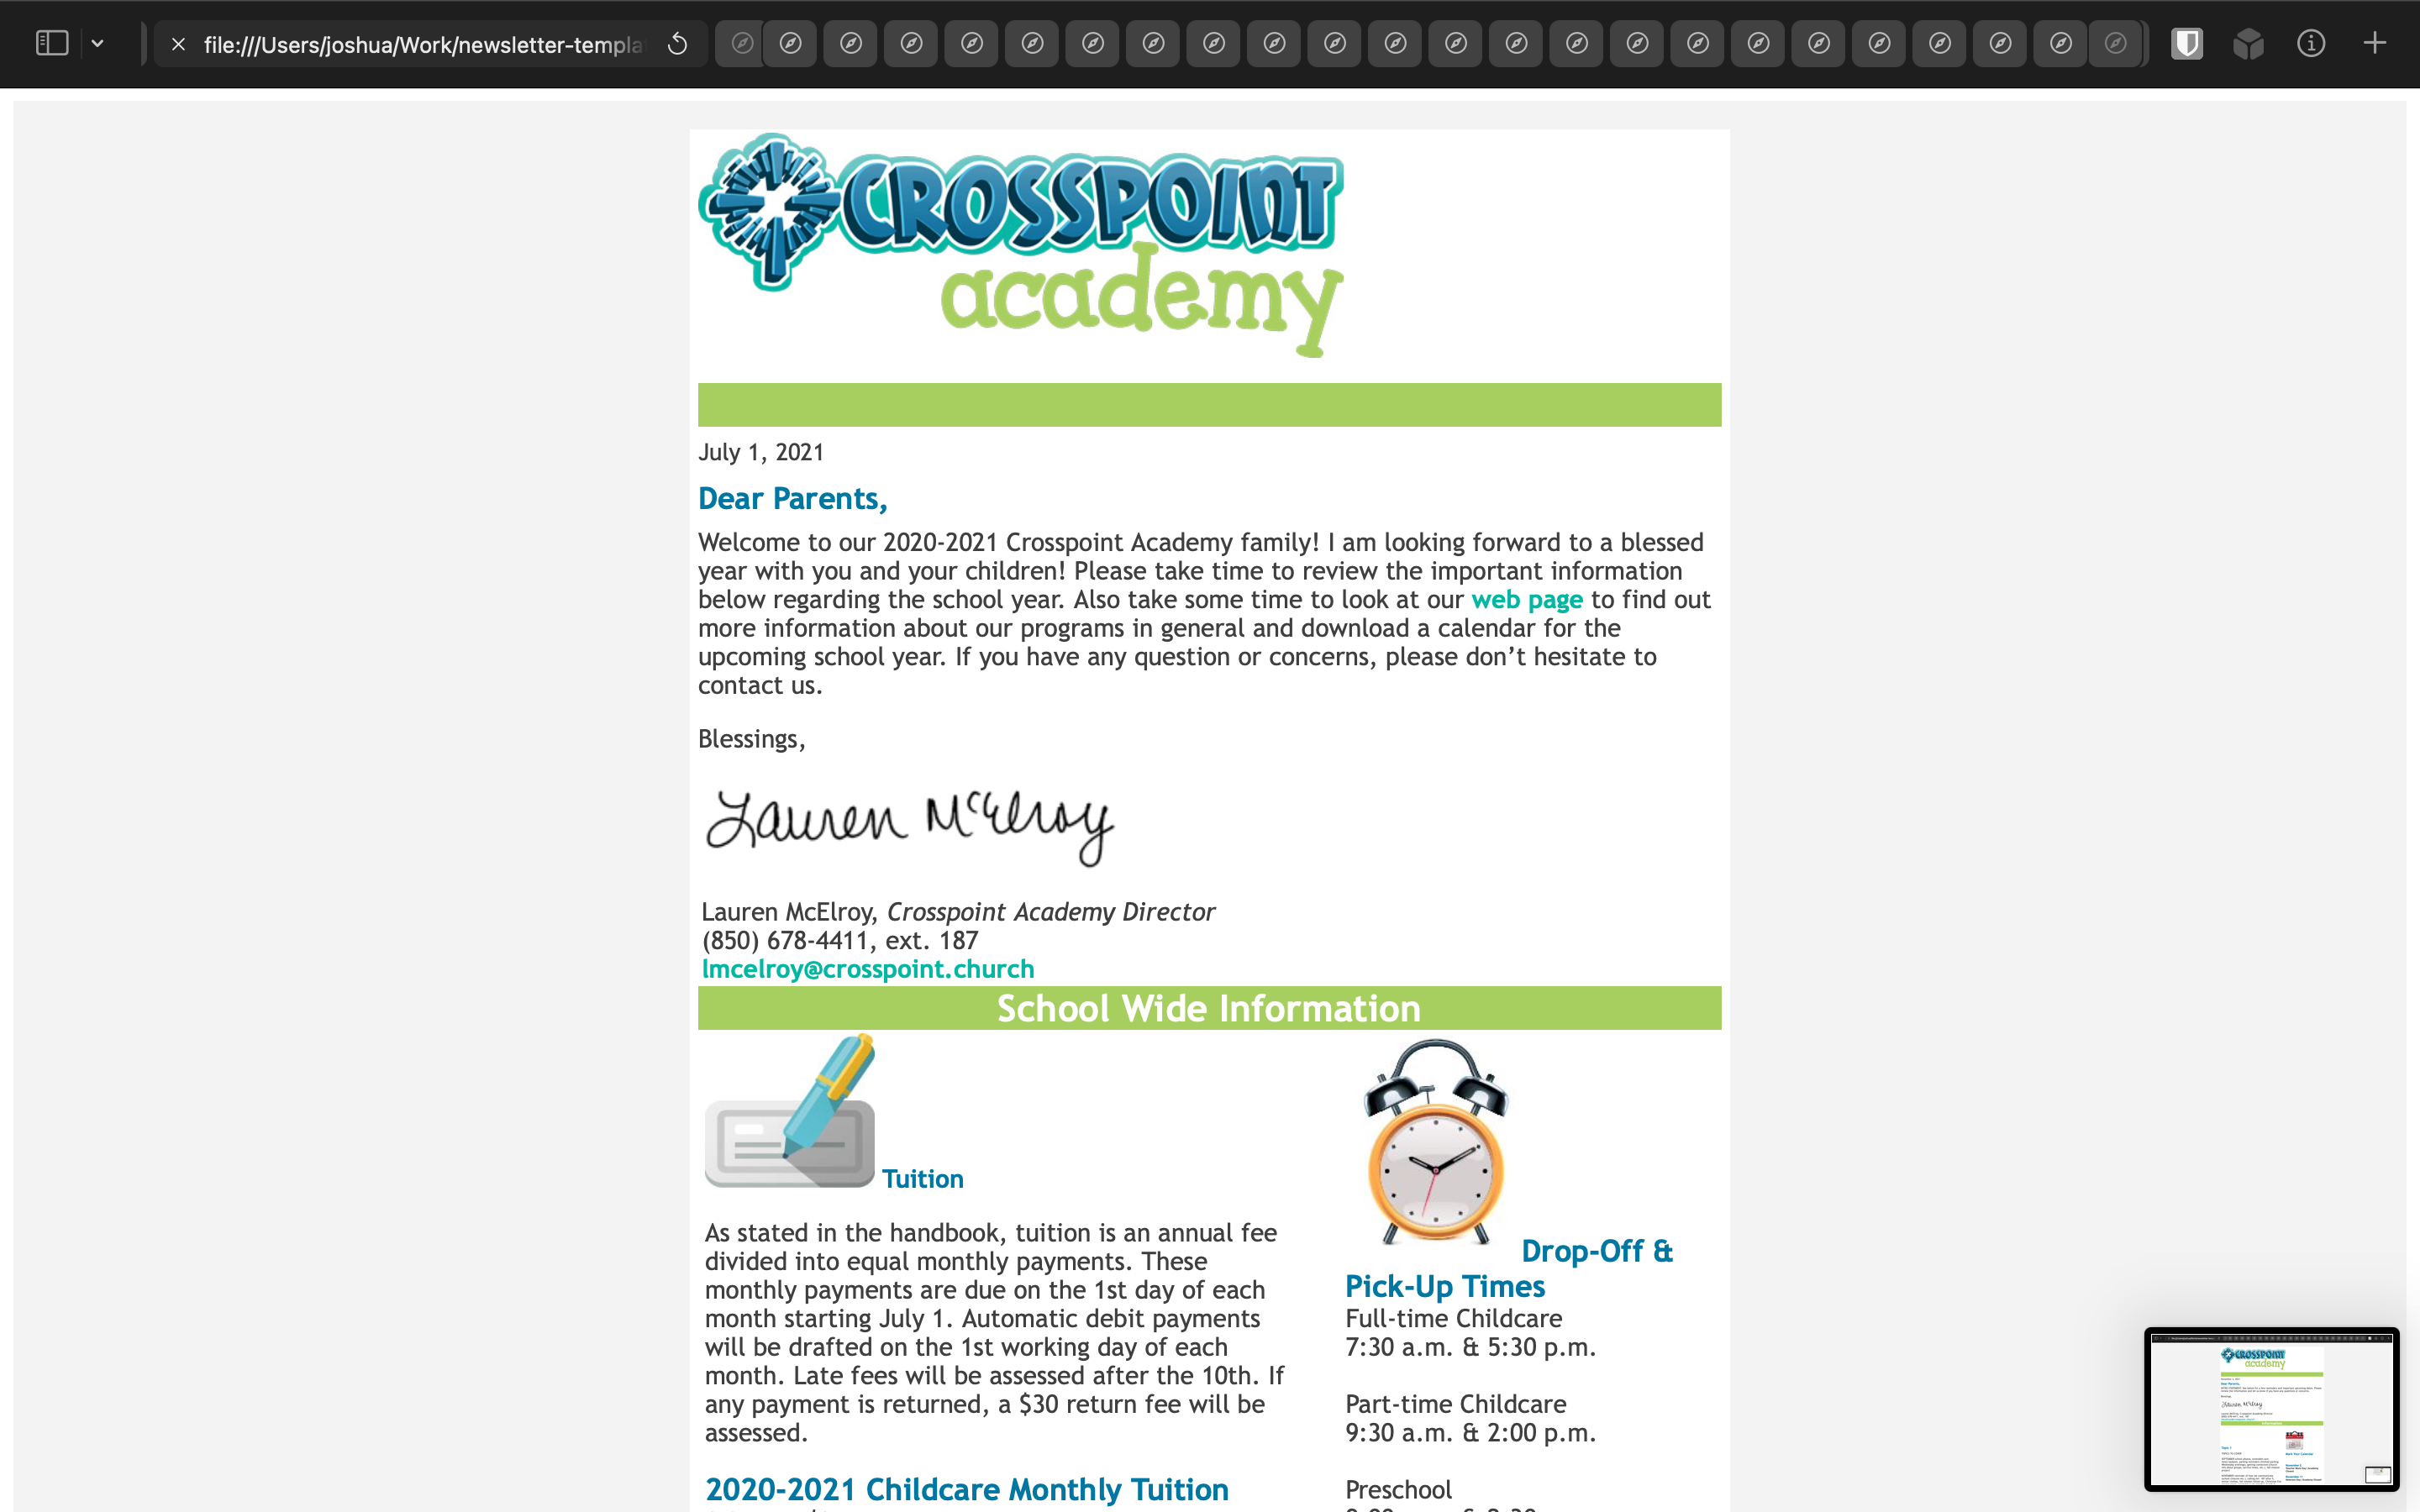 file:///Users/joshua/Work/newsletter-templa
CROSSPOINT
academy
July 1, 2021
Dear Parents,
Welcome to our 2020-2021 Crosspoint Academy family! I am looking forward to a blessed
year with you and your children! Please take time to review the important information
below regarding the school year. Also take some time to look at our web page to find out
more information about our programs in general and download a calendar for the
upcoming school year. If you have any question or concerns, please don’t hesitate to
contact us.
Blessings,
Lauren McElroy
Lauren McElroy, Crosspoint Academy Director
(850) 678-4411, ext. 187
lmcelroy@crosspoint.church
School Wide Information
Tuition
As stated in the handbook, tuition is an annual fee
divided into equal monthly payments. These
monthly payments are due on the 1st day of each
month starting July 1. Automatic debit payments
will be drafted on the 1st working day of each
month. Late fees will be assessed after the 10th. If
any payment is returned, a $30 return fee will be
assessed.
2020-2021 Childcare Monthly Tuition
Drop-Off &
Pick-Up Times
Full-time Childcare
7:30 a.m. & 5:30 p.m.
Part-time Childcare
9:30 a.m. & 2:00 p.m.
Preschool
CROSSPOINT
academy